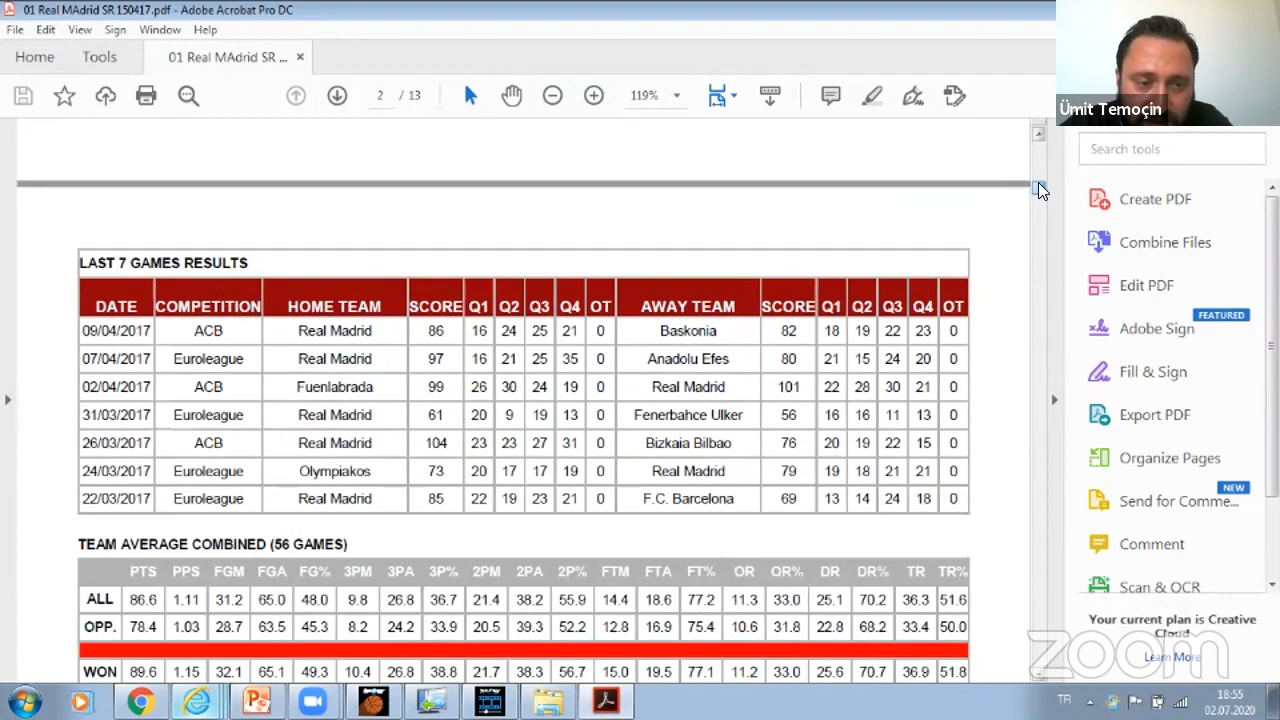 01 Real MAdrid SR 150417.pdf - Adobe Acrobat Pro DC
File Edit View Sign Window Help
Home Tools 01 Real MAdrid SR ... ×
2 / 13 119%
Ümit Temoçin
Search tools
Create PDF
Combine Files
Edit PDF
FEATURED
Adobe Sign
Fill & Sign
Export PDF
Organize Pages
NEW
Send for Comme...
Comment
Scan & OCR
Your current plan is Creative
Cloud
Learn More
zoom
LAST 7 GAMES RESULTS
DATE COMPETITION HOME TEAM SCORE Q1 Q2 Q3 Q4 OT AWAY TEAM SCORE Q1 Q2 Q3 Q4 OT
09/04/2017 ACB Real Madrid 86 16 24 25 21 0 Baskonia 82 18 19 22 23 0
07/04/2017 Euroleague Real Madrid 97 16 21 25 35 0 Anadolu Efes 80 21 15 24 20 0
02/04/2017 ACB Fuenlabrada 99 26 30 24 19 0 Real Madrid 101 22 28 30 21 0
31/03/2017 Euroleague Real Madrid 61 20 9 19 13 0 Fenerbahce Ulker 56 16 16 11 13 0
26/03/2017 ACB Real Madrid 104 23 23 27 31 0 Bizkaia Bilbao 76 20 19 22 15 0
24/03/2017 Euroleague Olympiakos 73 20 17 17 19 0 Real Madrid 79 19 18 21 21 0
22/03/2017 Euroleague Real Madrid 85 22 19 23 21 0 F.C. Barcelona 69 13 14 24 18 0
TEAM AVERAGE COMBINED (56 GAMES)
PTS PPS FGM FGA FG% 3PM 3PA 3P% 2PM 2PA 2P% FTM FTA FT% OR OR% DR DR% TR TR%
ALL 86.6 1.11 31.2 65.0 48.0 9.8 26.8 36.7 21.4 38.2 55.9 14.4 18.6 77.2 11.3 33.0 25.1 70.2 36.3 51.6
OPP. 78.4 1.03 28.7 63.5 45.3 8.2 24.2 33.9 20.5 39.3 52.2 12.8 16.9 75.4 10.6 31.8 22.8 68.2 33.4 50.0
WON 89.6 1.15 32.1 65.1 49.3 10.4 26.8 38.8 21.7 38.3 56.7 15.0 19.5 77.1 11.2 33.0 25.6 70.7 36.9 51.8
TR 18:55
02.07.2020